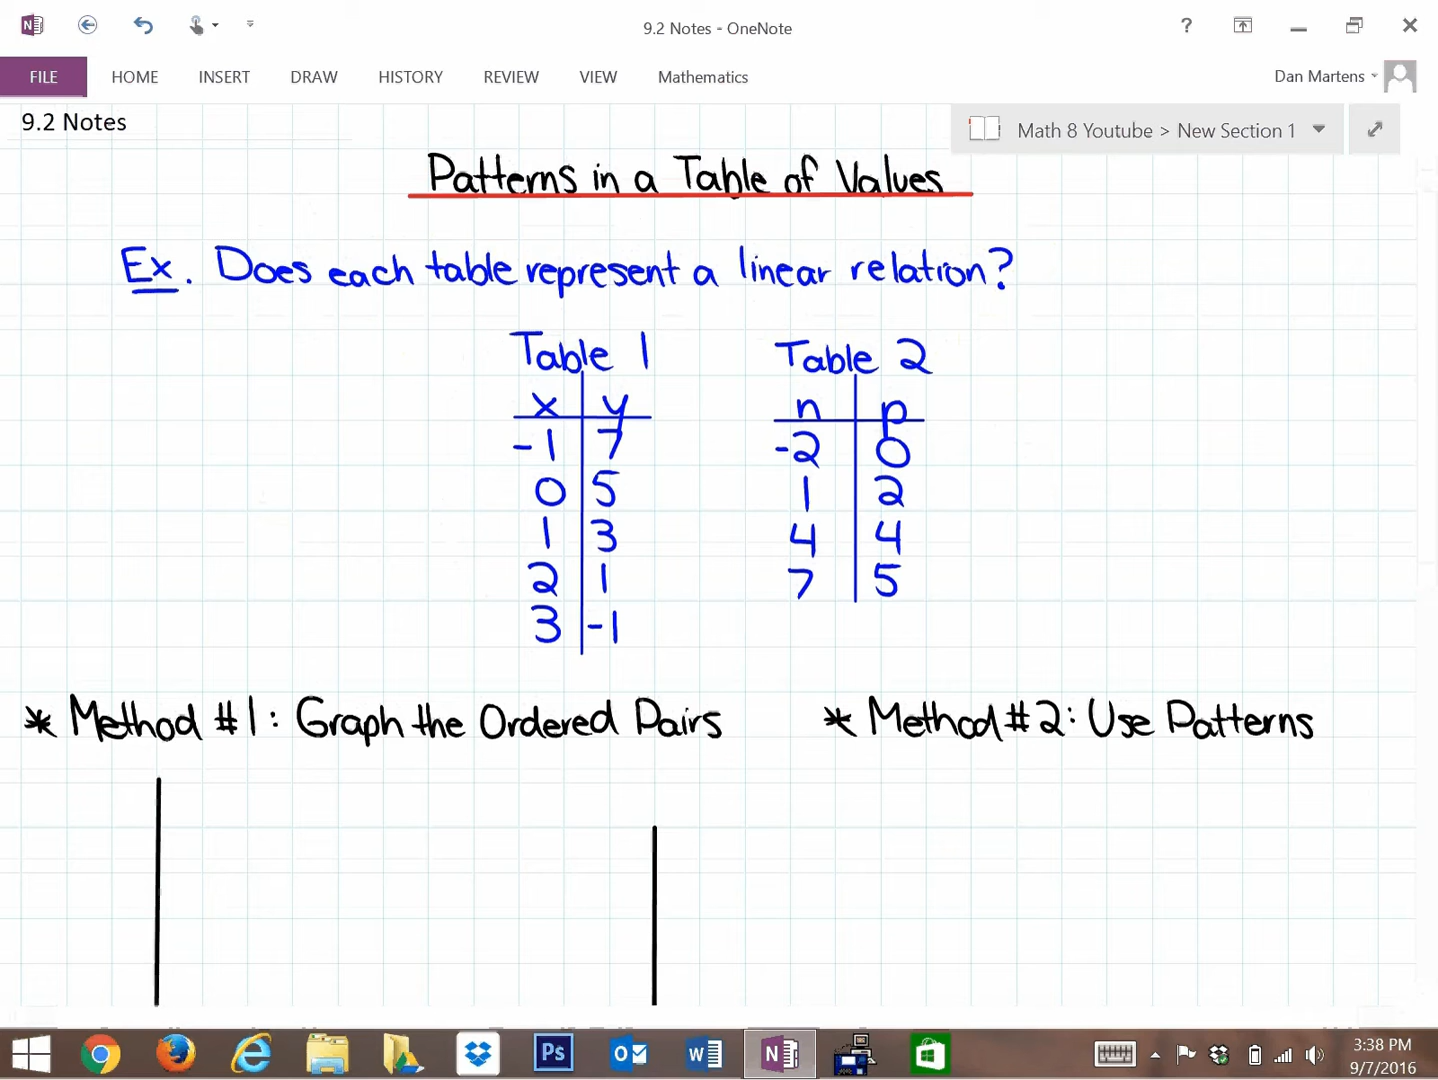 9.2 Notes - OneNote
?
FILE HOME INSERT DRAW HISTORY REVIEW VIEW Mathematics
Dan Martens
9.2 Notes
Math 8 Youtube > New Section 1
Patterns in a Table of Values
Ex. Does each table represent a linear relation?
Table 1 Table 2
x y n p
-1 7 -2 0
0 5 1 2
1 3 4 4
2 1 7 5
3 -1
* Method #1: Graph the Ordered Pairs * Method #2: Use Patterns
3:38 PM
9/7/2016